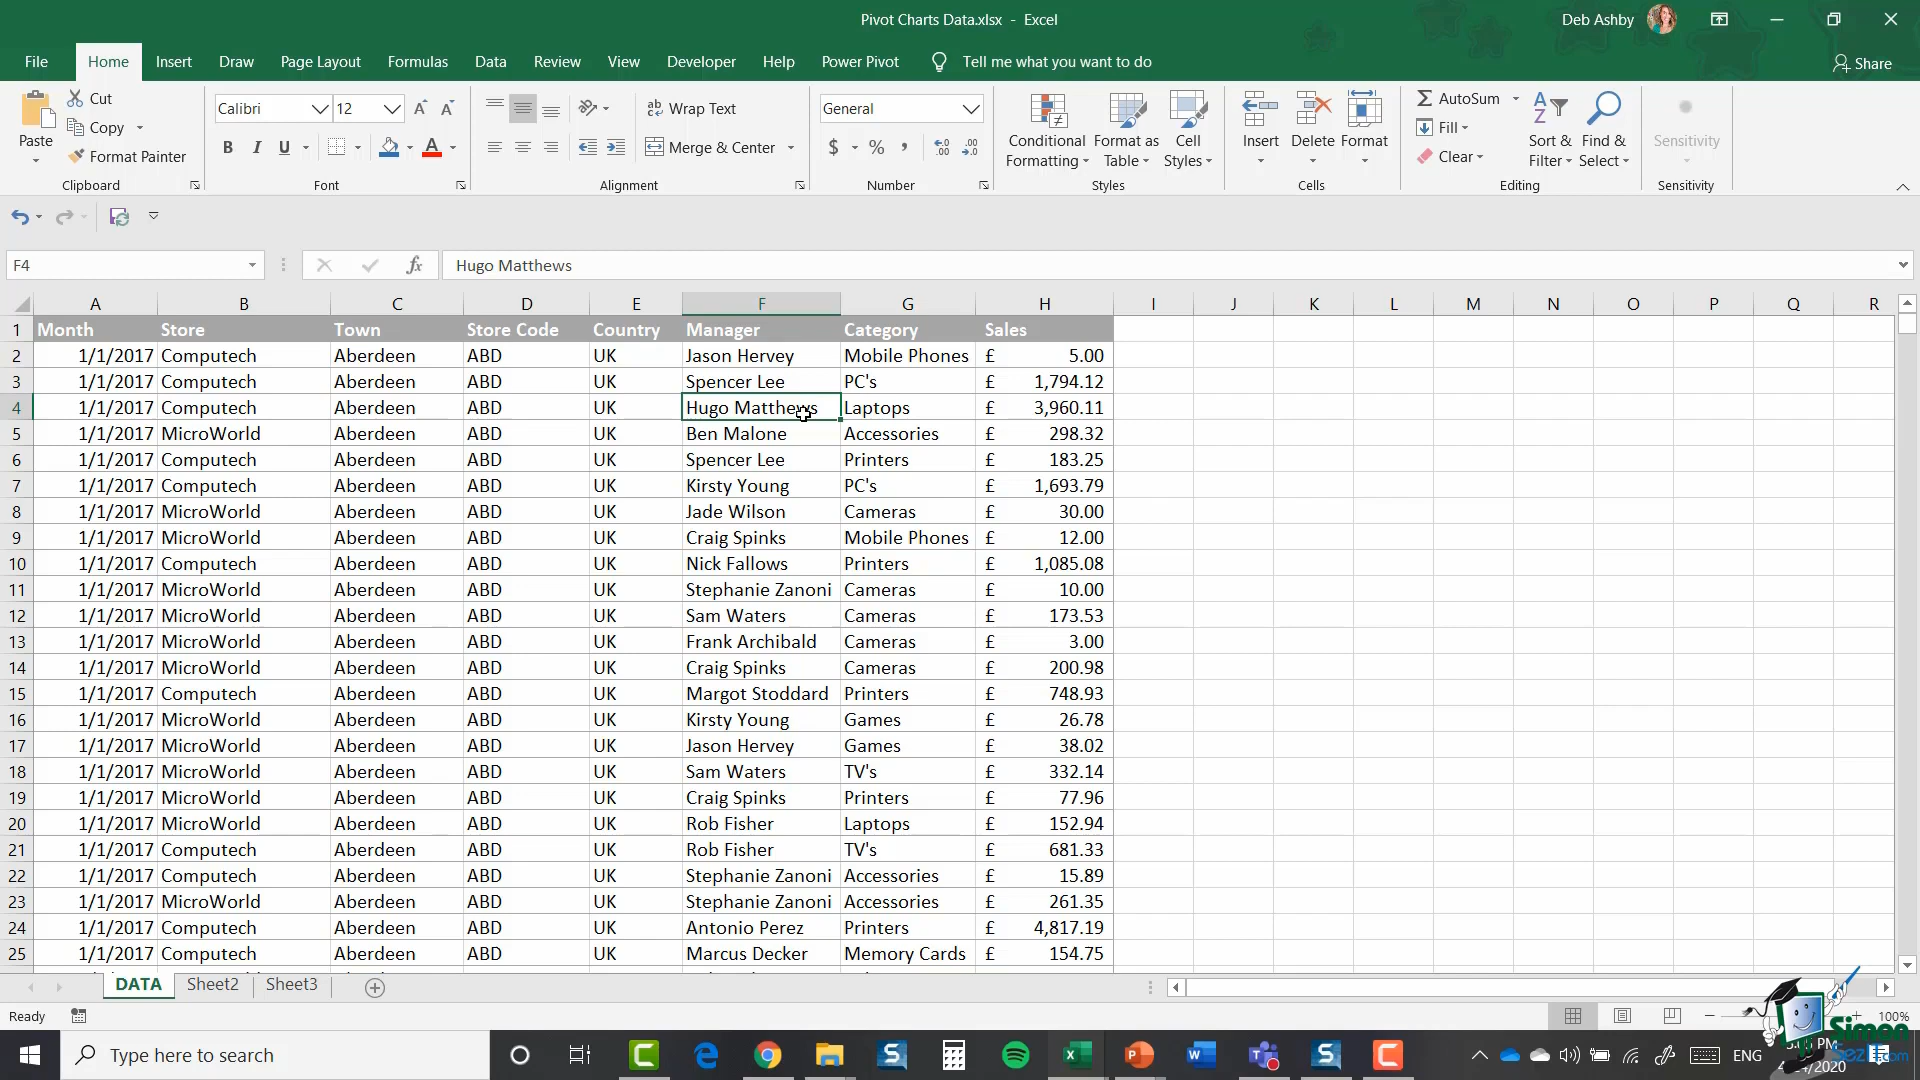 Pivot Charts Data.xlsx - Excel
Deb Ashby
File Home Insert Draw Page Layout Formulas Data Review View Developer Help Power Pivot Tell me what you want to do
Share
Paste
Cut
Copy
Format Painter
Clipboard
Calibri 12
B I U
Font
Wrap Text
Merge & Center
Alignment
General
$ % ,
Number
Conditional Formatting
Format as Table
Cell Styles
Styles
Insert Delete Format
Cells
AutoSum
Fill
Clear
Sort & Filter
Find & Select
Editing
Sensitivity
Sensitivity
F4 fx Hugo Matthews
A B C D E F G H I J K L M N O P Q R
1 Month Store Town Store Code Country Manager Category Sales
2 1/1/2017 Computech Aberdeen ABD UK Jason Hervey Mobile Phones £ 5.00
3 1/1/2017 Computech Aberdeen ABD UK Spencer Lee PC's £ 1,794.12
4 1/1/2017 Computech Aberdeen ABD UK Hugo Matthews Laptops £ 3,960.11
5 1/1/2017 MicroWorld Aberdeen ABD UK Ben Malone Accessories £ 298.32
6 1/1/2017 Computech Aberdeen ABD UK Spencer Lee Printers £ 183.25
7 1/1/2017 Computech Aberdeen ABD UK Kirsty Young PC's £ 1,693.79
8 1/1/2017 MicroWorld Aberdeen ABD UK Jade Wilson Cameras £ 30.00
9 1/1/2017 MicroWorld Aberdeen ABD UK Craig Spinks Mobile Phones £ 12.00
10 1/1/2017 Computech Aberdeen ABD UK Nick Fallows Printers £ 1,085.08
11 1/1/2017 MicroWorld Aberdeen ABD UK Stephanie Zanoni Cameras £ 10.00
12 1/1/2017 MicroWorld Aberdeen ABD UK Sam Waters Cameras £ 173.53
13 1/1/2017 MicroWorld Aberdeen ABD UK Frank Archibald Cameras £ 3.00
14 1/1/2017 MicroWorld Aberdeen ABD UK Craig Spinks Cameras £ 200.98
15 1/1/2017 Computech Aberdeen ABD UK Margot Stoddard Printers £ 748.93
16 1/1/2017 MicroWorld Aberdeen ABD UK Kirsty Young Games £ 26.78
17 1/1/2017 MicroWorld Aberdeen ABD UK Jason Hervey Games £ 38.02
18 1/1/2017 MicroWorld Aberdeen ABD UK Sam Waters TV's £ 332.14
19 1/1/2017 MicroWorld Aberdeen ABD UK Craig Spinks Printers £ 77.96
20 1/1/2017 MicroWorld Aberdeen ABD UK Rob Fisher Laptops £ 152.94
21 1/1/2017 Computech Aberdeen ABD UK Rob Fisher TV's £ 681.33
22 1/1/2017 Computech Aberdeen ABD UK Stephanie Zanoni Accessories £ 15.89
23 1/1/2017 MicroWorld Aberdeen ABD UK Stephanie Zanoni Accessories £ 261.35
24 1/1/2017 Computech Aberdeen ABD UK Antonio Perez Printers £ 4,817.19
25 1/1/2017 Computech Aberdeen ABD UK Marcus Decker Memory Cards £ 154.75
DATA Sheet2 Sheet3
Ready
100%
Type here to search
ENG
Simon
SezIt.com